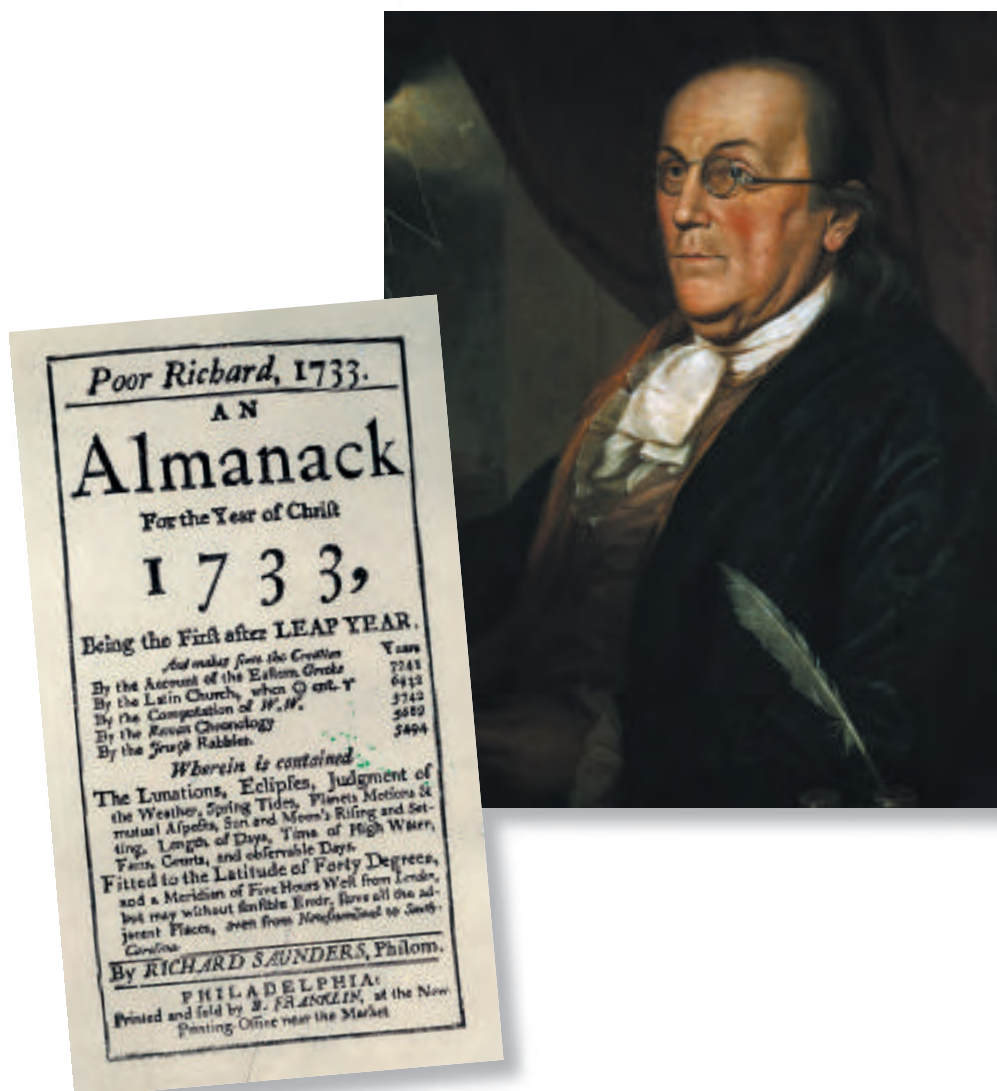 Poor Richard, 1733.
AN
Almanack
For the Year of Chriſt
1733,
Being the Firſt after LEAP YEAR.
And makes ſince the Creation Years
By the Account of the Eaſtern Greeks 7241
By the Latin Church, when ☉ ent. ♈ 6932
By the Computation of W.W. 5742
By the Roman Chronology 5682
By the Jewiſh Rabbies. 5494
Wherein is contained
The Lunations, Eclipſes, Judgment of
the Weather, Spring Tides, Planets Motions &
mutual Aſpects, Sun and Moon's Riſing and Set-
ting, Length of Days, Time of High Water,
Fairs, Courts, and obſervable Days.
Fitted to the Latitude of Forty Degrees,
and a Meridian of Five Hours Weſt from London,
but may without ſenſible Error, ſerve all the ad-
jacent Places, even from Newfoundland to South-
Carolina.
By RICHARD SAUNDERS, Philom.
PHILADELPHIA:
Printed and ſold by B. FRANKLIN, at the New
Printing-Office near the Market